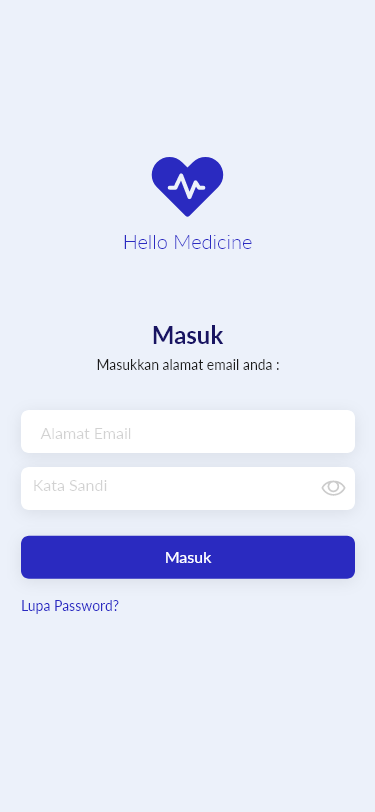 Hello Medicine
Masuk
Masukkan alamat email anda :
Alamat Email
Kata Sandi
Masuk
Lupa Password?